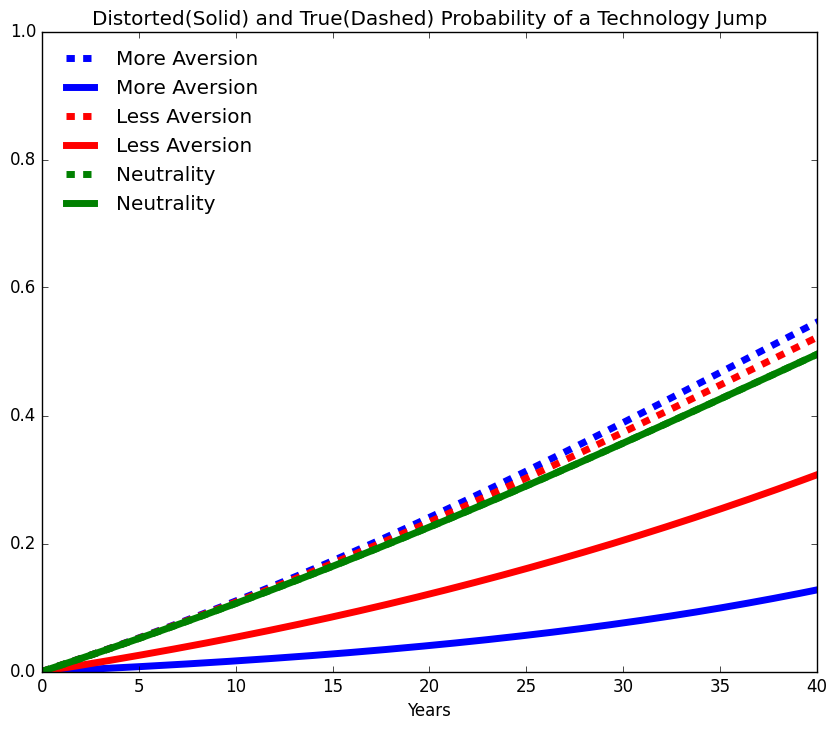 Distorted(Solid) and True(Dashed) Probability of a Technology Jump
1.0
More Aversion
More Aversion
Less Aversion
Less Aversion
Neutrality
Neutrality
0.8
0.6
0.4
0.2
0.0
0 5 10 15 20 25 30 35 40
Years